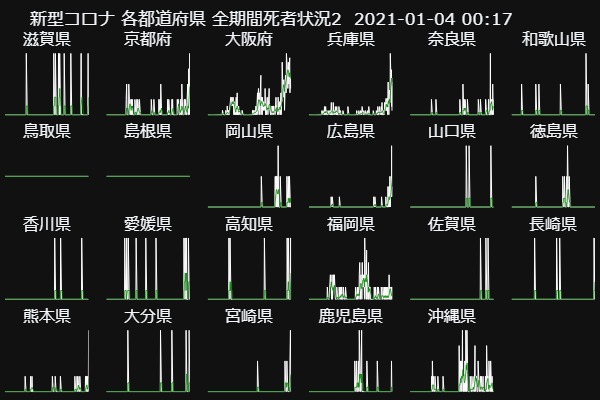 新型コロナ 各都道府県 全期間死者状況2 2021-01-04 00:17
滋賀県 京都府 大阪府 兵庫県 奈良県 和歌山県
鳥取県 島根県 岡山県 広島県 山口県 徳島県
香川県 愛媛県 高知県 福岡県 佐賀県 長崎県
熊本県 大分県 宮崎県 鹿児島県 沖縄県